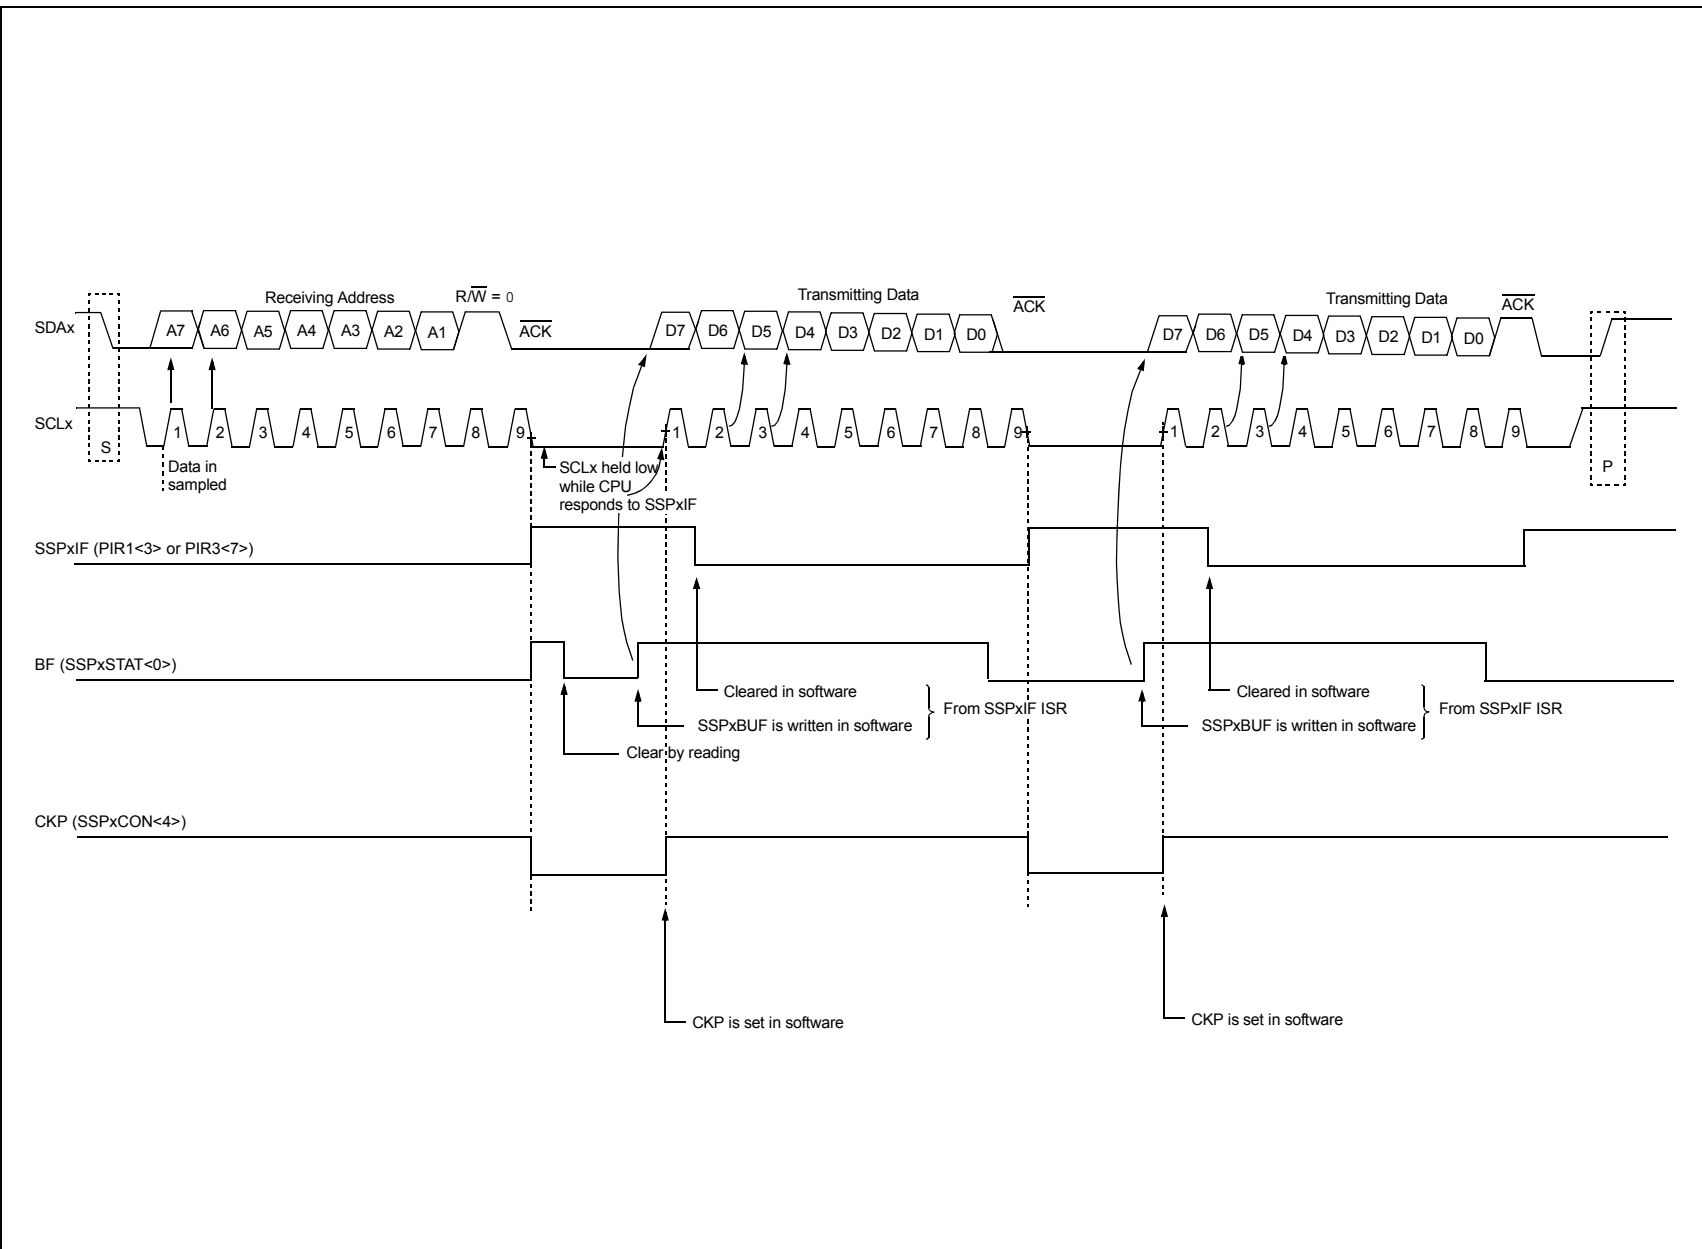 Receiving Address R/W = 0 Transmitting Data ACK Transmitting Data ACK
SDAx A7 A6 A5 A4 A3 A2 A1 ACK D7 D6 D5 D4 D3 D2 D1 D0 D7 D6 D5 D4 D3 D2 D1 D0
SCLx 1 2 3 4 5 6 7 8 9 1 2 3 4 5 6 7 8 9 1 2 3 4 5 6 7 8 9
S
P
Data in
sampled
SCLx held low
while CPU
responds to SSPxIF
SSPxIF (PIR1<3> or PIR3<7>)
BF (SSPxSTAT<0>)
Cleared in software
SSPxBUF is written in software
From SSPxIF ISR
Clear by reading
Cleared in software
SSPxBUF is written in software
From SSPxIF ISR
CKP (SSPxCON<4>)
CKP is set in software
CKP is set in software